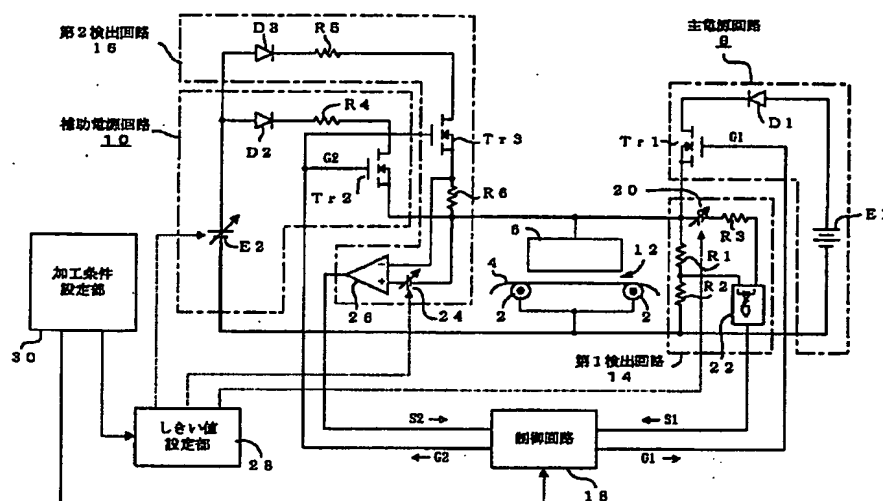 第2検出回路
16
D3
R5
主電源回路
8
補助電源回路
10
D2
R4
G2
Tr2
Tr3
R6
D1
Tr1
G1
20
R3
E2
6
12
4
2
2
R1
R2
26
24
22
加工条件
設定部
30
第1検出回路
14
しきい値
設定部
28
S2
G2
制御回路
S1
G1
18